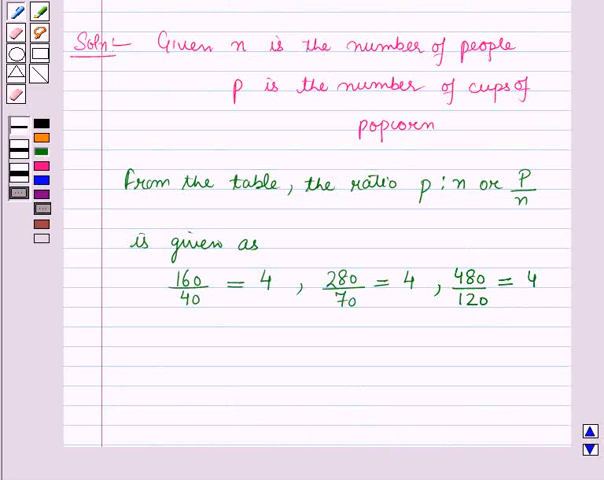 Soln:- Given n is the number of people
p is the number of cups of
popcorn
From the table, the ratio p : n or p/n
is given as
160/40 = 4 , 280/70 = 4 , 480/120 = 4